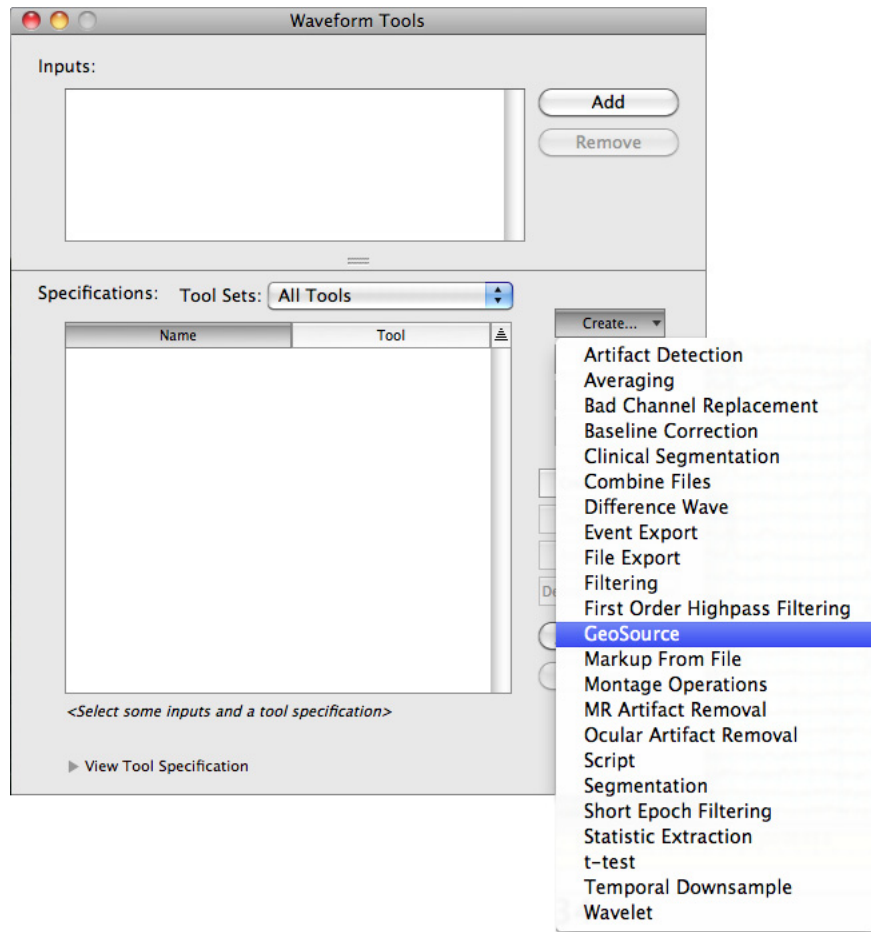 Waveform Tools
Inputs:
Add
Remove
Specifications: Tool Sets: All Tools
Create...
Name Tool
Artifact Detection
Averaging
Bad Channel Replacement
Baseline Correction
Clinical Segmentation
Combine Files
Difference Wave
Event Export
File Export
Filtering
De
First Order Highpass Filtering
GeoSource
Markup From File
Montage Operations
MR Artifact Removal
<Select some inputs and a tool specification>
Ocular Artifact Removal
Script
View Tool Specification
Segmentation
Short Epoch Filtering
Statistic Extraction
t-test
Temporal Downsample
Wavelet